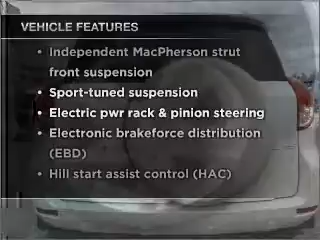 VEHICLE FEATURES
• Independent MacPherson strut
front suspension
• Sport-tuned suspension
• Electric pwr rack & pinion steering
• Electronic brakeforce distribution
(EBD)
• Hill start assist control (HAC)